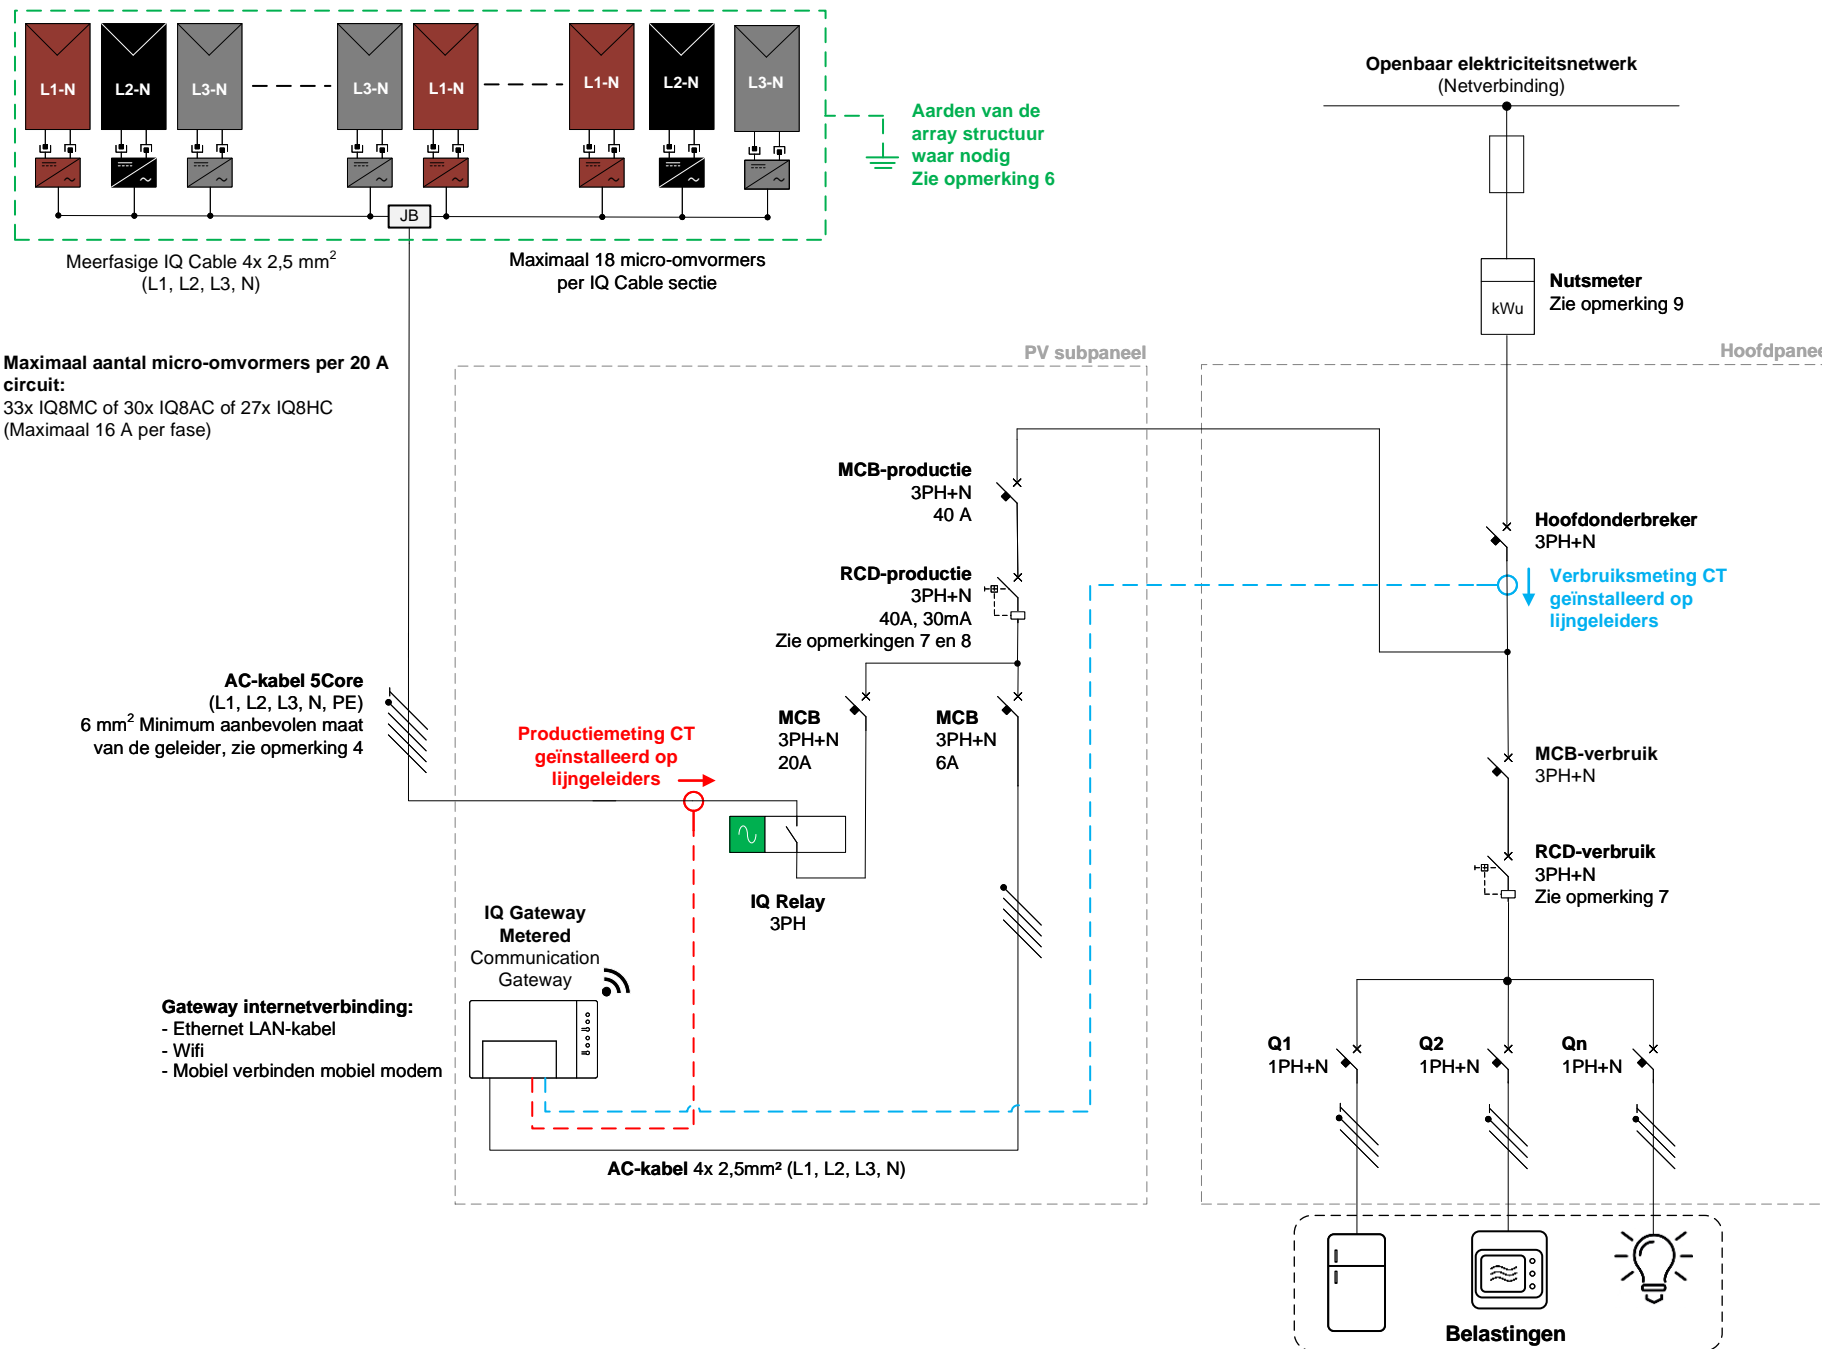 L1-N
L2-N
L3-N
L3-N
L1-N
L1-N
L2-N
L3-N
JB
Meerfasige IQ Cable 4x 2,5 mm²
(L1, L2, L3, N)
Maximaal 18 micro-omvormers
per IQ Cable sectie
Aarden van de
array structuur
waar nodig
Zie opmerking 6
Openbaar elektriciteitsnetwerk
(Netverbinding)
kWu
Nutsmeter
Zie opmerking 9
Maximaal aantal micro-omvormers per 20 A
circuit:
33x IQ8MC of 30x IQ8AC of 27x IQ8HC
(Maximaal 16 A per fase)
PV subpaneel
Hoofdpanee
MCB-productie
3PH+N
40 A
RCD-productie
3PH+N
40A, 30mA
Zie opmerkingen 7 en 8
Hoofdonderbreker
3PH+N
Verbruiksmeting CT
geïnstalleerd op
lijngeleiders
AC-kabel 5Core
(L1, L2, L3, N, PE)
6 mm² Minimum aanbevolen maat
van de geleider, zie opmerking 4
Productiemeting CT
geïnstalleerd op
lijngeleiders
MCB
3PH+N
20A
MCB
3PH+N
6A
MCB-verbruik
3PH+N
RCD-verbruik
3PH+N
Zie opmerking 7
IQ Relay
3PH
IQ Gateway
Metered
Communication
Gateway
Gateway internetverbinding:
- Ethernet LAN-kabel
- Wifi
- Mobiel verbinden mobiel modem
AC-kabel 4x 2,5mm² (L1, L2, L3, N)
Q1
1PH+N
Q2
1PH+N
Qn
1PH+N
Belastingen